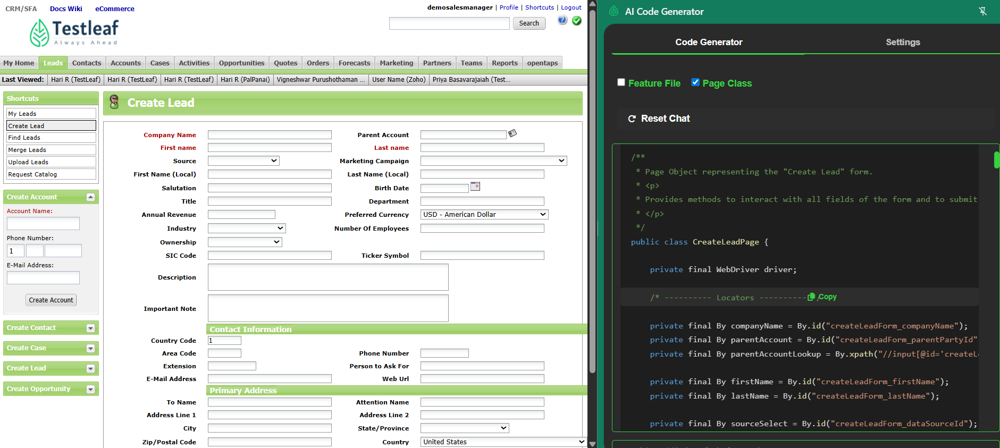 CRM/SFA Docs Wiki eCommerce
demosalesmanager | Profile | Shortcuts | Logout
Testleaf
Always Ahead
Search
?
My Home Leads Contacts Accounts Cases Activities Opportunities Quotes Orders Forecasts Marketing Partners Teams Reports opentaps
Last Viewed: Hari R (TestLeaf) Hari R (TestLeaf) Hari R (TestLeaf) Hari R (PalPanai) Vigneshwar Purushothaman ... User Name (Zoho) Priya Basavarajaiah (Test...
Shortcuts
My Leads
Create Lead
Find Leads
Merge Leads
Upload Leads
Request Catalog
Create Account
Account Name:
Phone Number:
1
E-Mail Address:
Create Account
Create Contact
Create Case
Create Lead
Create Opportunity
Create Lead
Company Name Parent Account
First name Last name
Source Marketing Campaign
First Name (Local) Last Name (Local)
Salutation Birth Date
Title Department
Annual Revenue Preferred Currency USD - American Dollar
Industry Number Of Employees
Ownership
SIC Code Ticker Symbol
Description
Important Note
Contact Information
Country Code 1
Area Code Phone Number
Extension Person to Ask For
E-Mail Address Web Url
Primary Address
To Name Attention Name
Address Line 1 Address Line 2
City State/Province
Zip/Postal Code Country United States
AI Code Generator
Code Generator Settings
Feature File Page Class
Reset Chat
/**
* Page Object representing the "Create Lead" form.
* <p>
* Provides methods to interact with all fields of the form and to submit
* </p>
*/
public class CreateLeadPage {
private final WebDriver driver;
/* ---------- Locators ---------- / Copy
private final By companyName = By.id("createLeadForm_companyName");
private final By parentAccount = By.id("createLeadForm_parentPartyId"
private final By parentAccountLookup = By.xpath("//input[@id='createLe
private final By firstName = By.id("createLeadForm_firstName");
private final By lastName = By.id("createLeadForm_lastName");
private final By sourceSelect = By.id("createLeadForm_dataSourceId");